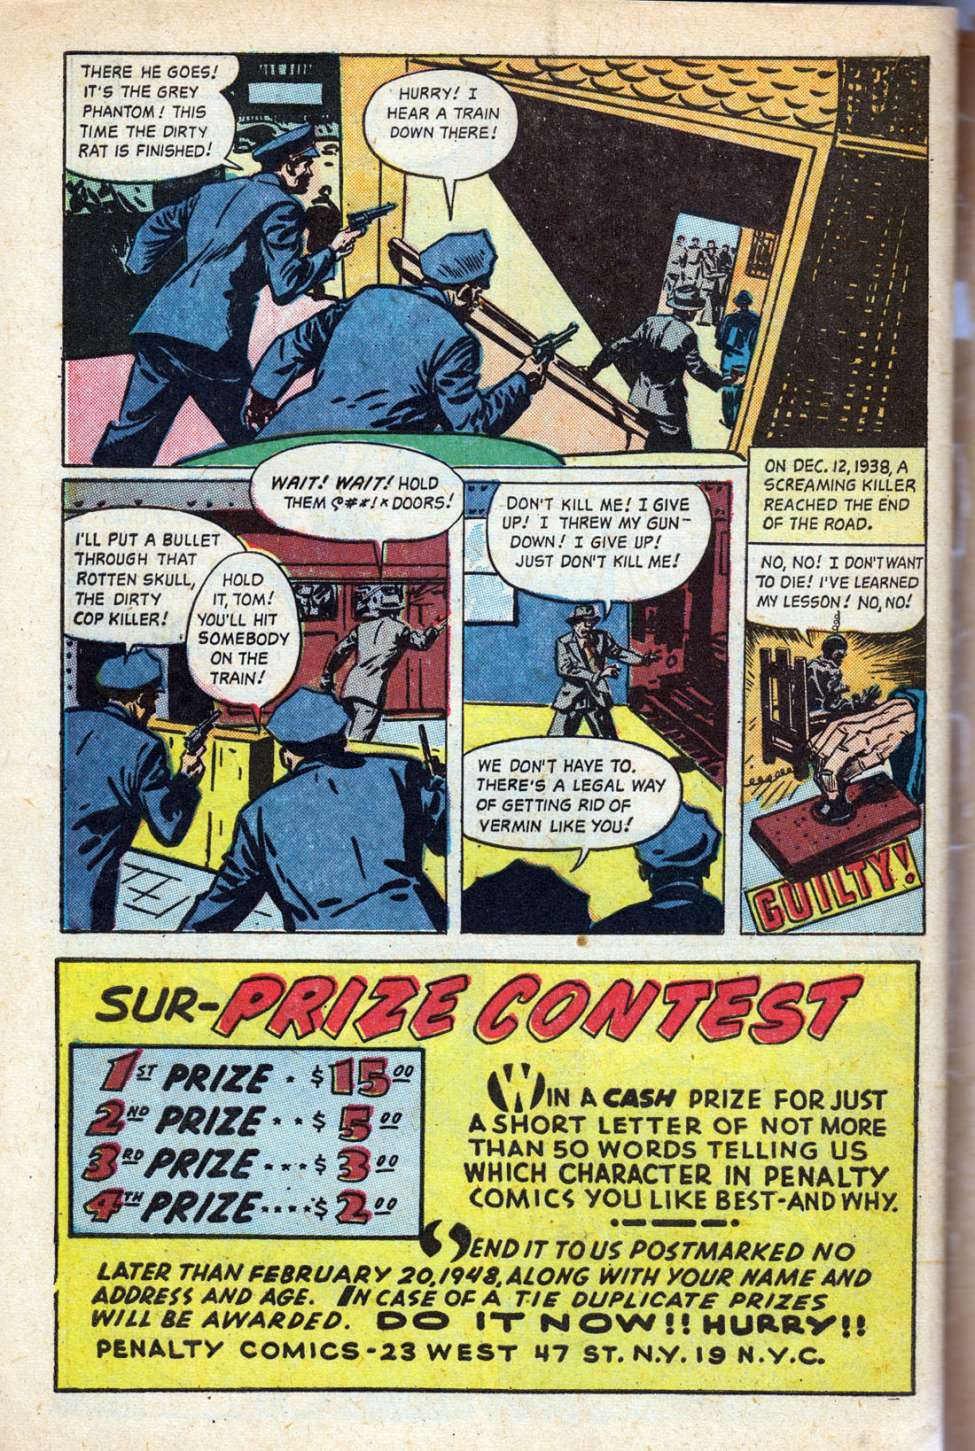 THERE HE GOES!
IT'S THE GREY
PHANTOM! THIS
TIME THE DIRTY
RAT IS FINISHED!
HURRY! I
HEAR A TRAIN
DOWN THERE!
I'LL PUT A BULLET
THROUGH THAT
ROTTEN SKULL,
THE DIRTY
COP KILLER!
HOLD
IT, TOM!
YOU'LL HIT
SOMEBODY
ON THE
TRAIN!
WAIT! WAIT! HOLD
THEM @##!* DOORS!
DON'T KILL ME! I GIVE
UP! I THREW MY GUN-
DOWN! I GIVE UP!
JUST DON'T KILL ME!
WE DON'T HAVE TO.
THERE'S A LEGAL WAY
OF GETTING RID OF
VERMIN LIKE YOU!
ON DEC. 12, 1938, A
SCREAMING KILLER
REACHED THE END
OF THE ROAD.
NO, NO! I DON'T WANT
TO DIE! I'VE LEARNED
MY LESSON! NO, NO!
GUILTY!
SUR-PRIZE CONTEST
1ST PRIZE . $15.00
2ND PRIZE . . $5.00
3RD PRIZE . . . . $3.00
4TH PRIZE . . . . . $2.00
WIN A CASH PRIZE FOR JUST
A SHORT LETTER OF NOT MORE
THAN 50 WORDS TELLING US
WHICH CHARACTER IN PENALTY
COMICS YOU LIKE BEST-AND WHY.
SEND IT TO US POSTMARKED NO
LATER THAN FEBRUARY 20, 1948, ALONG WITH YOUR NAME AND
ADDRESS AND AGE. IN CASE OF A TIE DUPLICATE PRIZES
WILL BE AWARDED. DO IT NOW!! HURRY!!
PENALTY COMICS-23 WEST 47 ST. N.Y. 19 N.Y.C.